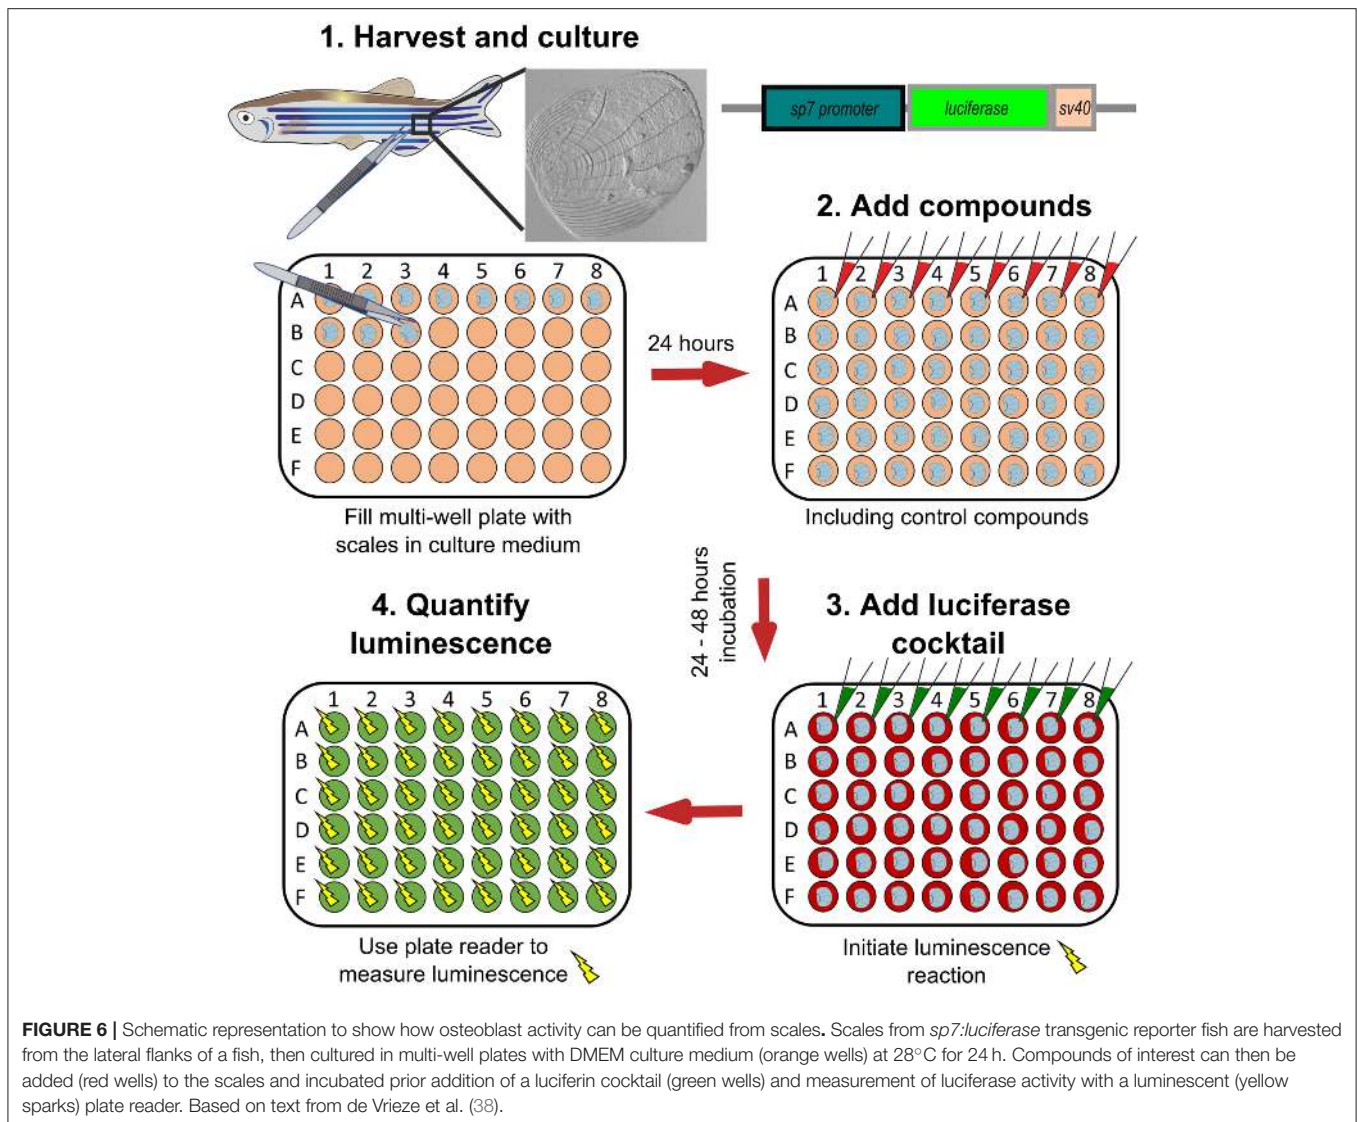 1. Harvest and culture
sp7 promoter luciferase sv40
1 2 3 4 5 6 7 8
A
B
C
D
E
F
Fill multi-well plate with
scales in culture medium
24 hours
2. Add compounds
1 2 3 4 5 6 7 8
A
B
C
D
E
F
Including control compounds
24 - 48 hours
incubation
3. Add luciferase
cocktail
1 2 3 4 5 6 7 8
A
B
C
D
E
F
Initiate luminescence
reaction
4. Quantify
luminescence
1 2 3 4 5 6 7 8
A
B
C
D
E
F
Use plate reader to
measure luminescence
FIGURE 6 | Schematic representation to show how osteoblast activity can be quantified from scales. Scales from sp7:luciferase transgenic reporter fish are harvested
from the lateral flanks of a fish, then cultured in multi-well plates with DMEM culture medium (orange wells) at 28°C for 24 h. Compounds of interest can then be
added (red wells) to the scales and incubated prior addition of a luciferin cocktail (green wells) and measurement of luciferase activity with a luminescent (yellow
sparks) plate reader. Based on text from de Vrieze et al. (38).